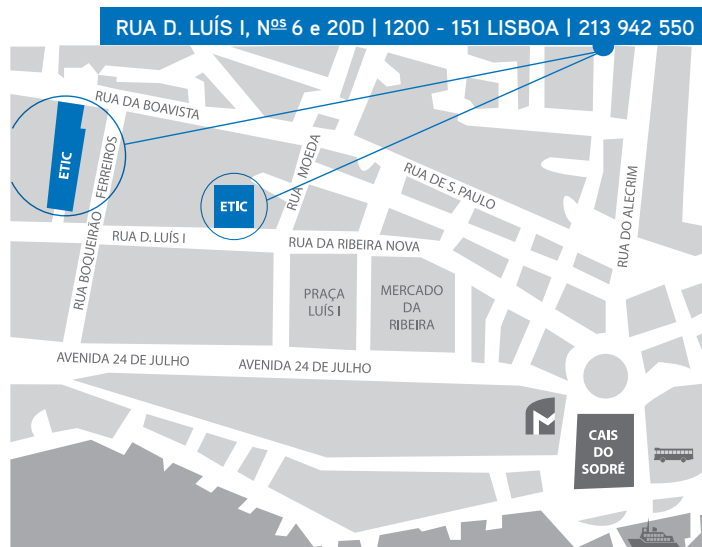 RUA D. LUÍS I, Nos 6 e 20D | 1200 - 151 LISBOA | 213 942 550
RUA DA BOAVISTA
ETIC
RUA BOQUEIRÃO FERREIROS
RUA MOEDA
RUA DE S. PAULO
RUA DO ALECRIM
ETIC
RUA D. LUÍS I
RUA DA RIBEIRA NOVA
PRAÇA
LUÍS I
MERCADO
DA
RIBEIRA
AVENIDA 24 DE JULHO
AVENIDA 24 DE JULHO
M
CAIS
DO
SODRÉ